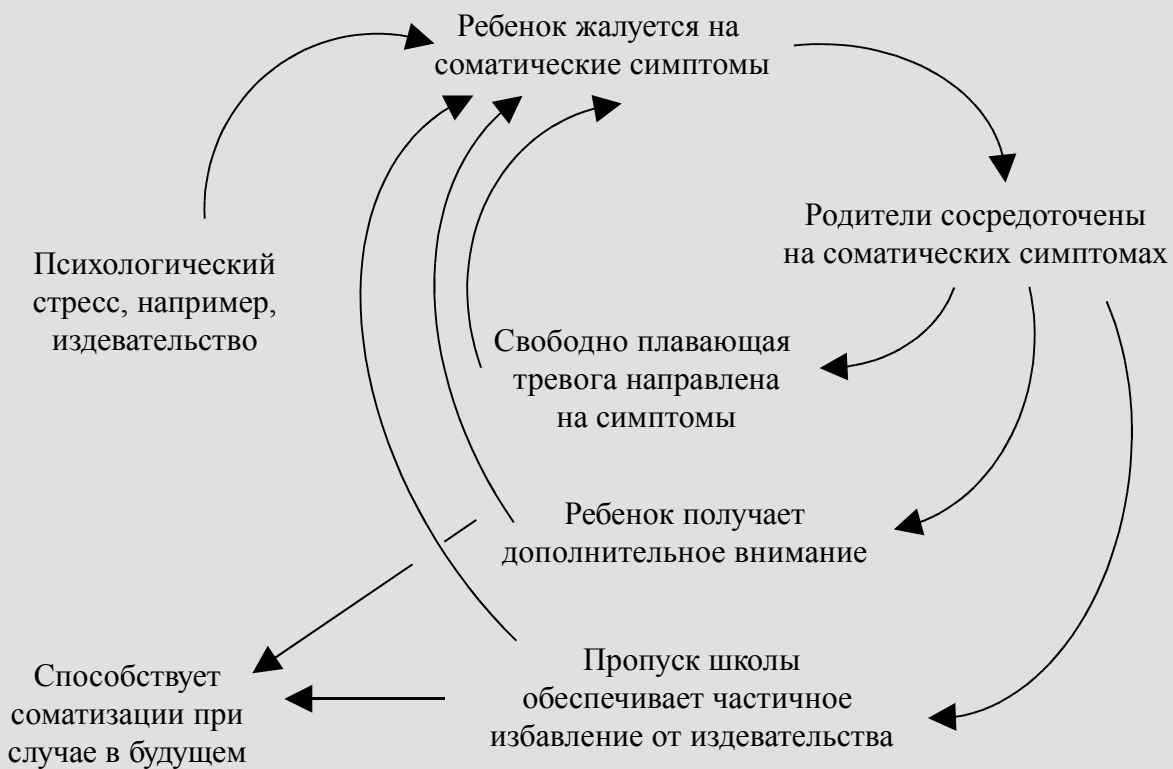 Ребенок жалуется на
соматические симптомы
Родители сосредоточены
на соматических симптомах
Психологический
стресс, например,
издевательство
Свободно плавающая
тревога направлена
на симптомы
Ребенок получает
дополнительное внимание
Пропуск школы
обеспечивает частичное
избавление от издевательства
Способствует
соматизации при
случае в будущем